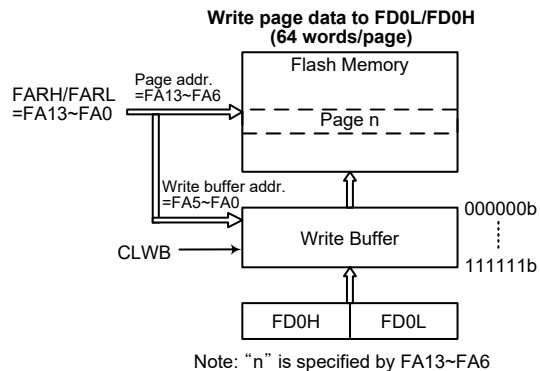 Write page data to FD0L/FD0H
(64 words/page)
Flash Memory
Page addr.
=FA13~FA6
FARH/FARL
=FA13~FA0
Page n
Write buffer addr.
=FA5~FA0
000000b
Write Buffer
CLWB
111111b
FD0H
FD0L
Note: “n” is specified by FA13~FA6